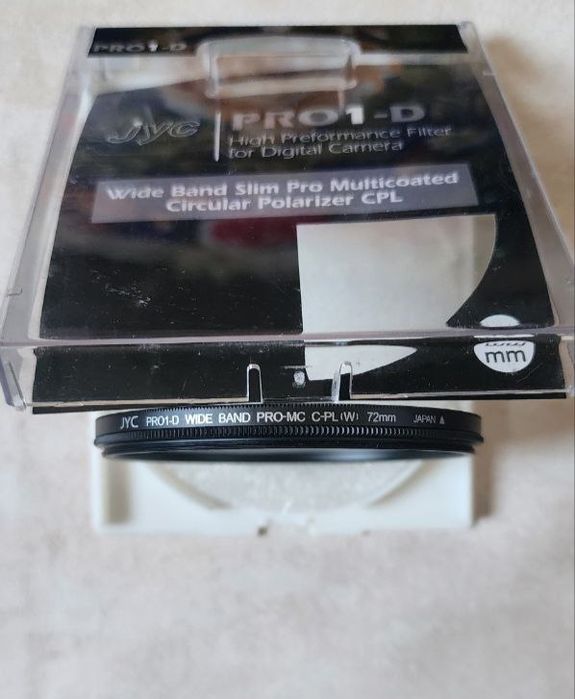 PRO1-D
JYC
PRO1-D
High Preformance Filter
for Digital Camera
Wide Band Slim Pro Multicoated
Circular Polarizer CPL
mm
JYC PRO1-D WIDE BAND PRO-MC C-PL(W) 72mm JAPAN